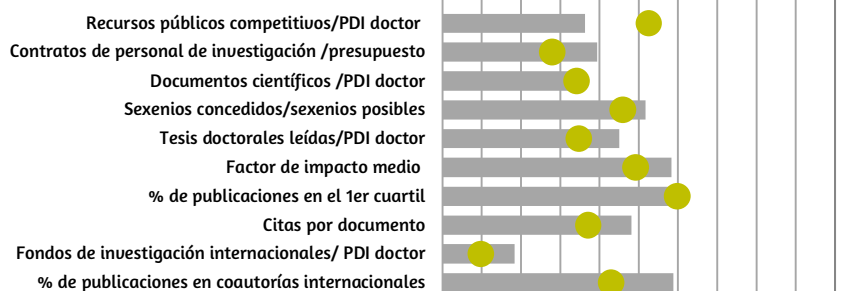 Recursos públicos competitivos/PDI doctor
Contratos de personal de investigación /presupuesto
Documentos científicos /PDI doctor
Sexenios concedidos/sexenios posibles
Tesis doctorales leídas/PDI doctor
Factor de impacto medio
% de publicaciones en el 1er cuartil
Citas por documento
Fondos de investigación internacionales/ PDI doctor
% de publicaciones en coautorías internacionales